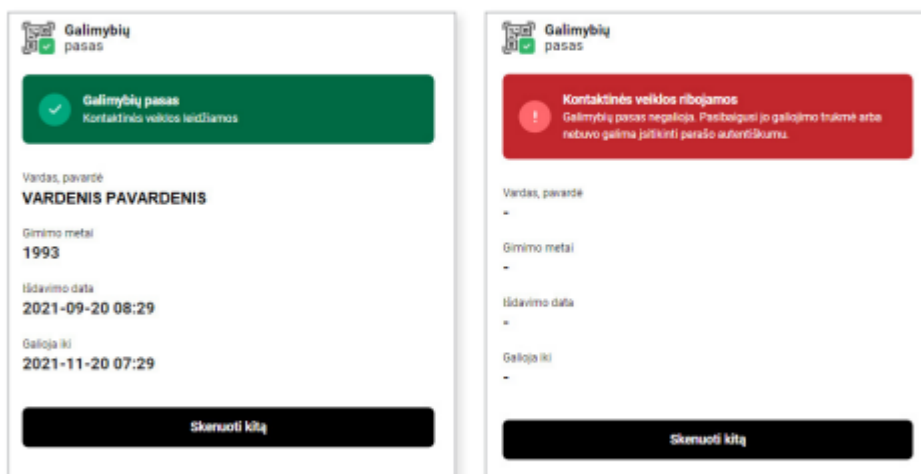 Galimybių
pasas
Galimybių pasas
Kontaktinės veiklos leidžiamos
Vardas, pavardė
VARDENIS PAVARDENIS
Gimimo metai
1993
Išdavimo data
2021-09-20 08:29
Galioja iki
2021-11-20 07:29
Skenuoti kitą
Galimybių
pasas
Kontaktinės veiklos ribojamos
Galimybių pasas negalioja. Pasibaigusi jo galiojimo trukmė arba
nebuvo galima įsitikinti parašo autentiškumu.
Vardas, pavardė
-
Gimimo metai
-
Išdavimo data
-
Galioja iki
-
Skenuoti kitą